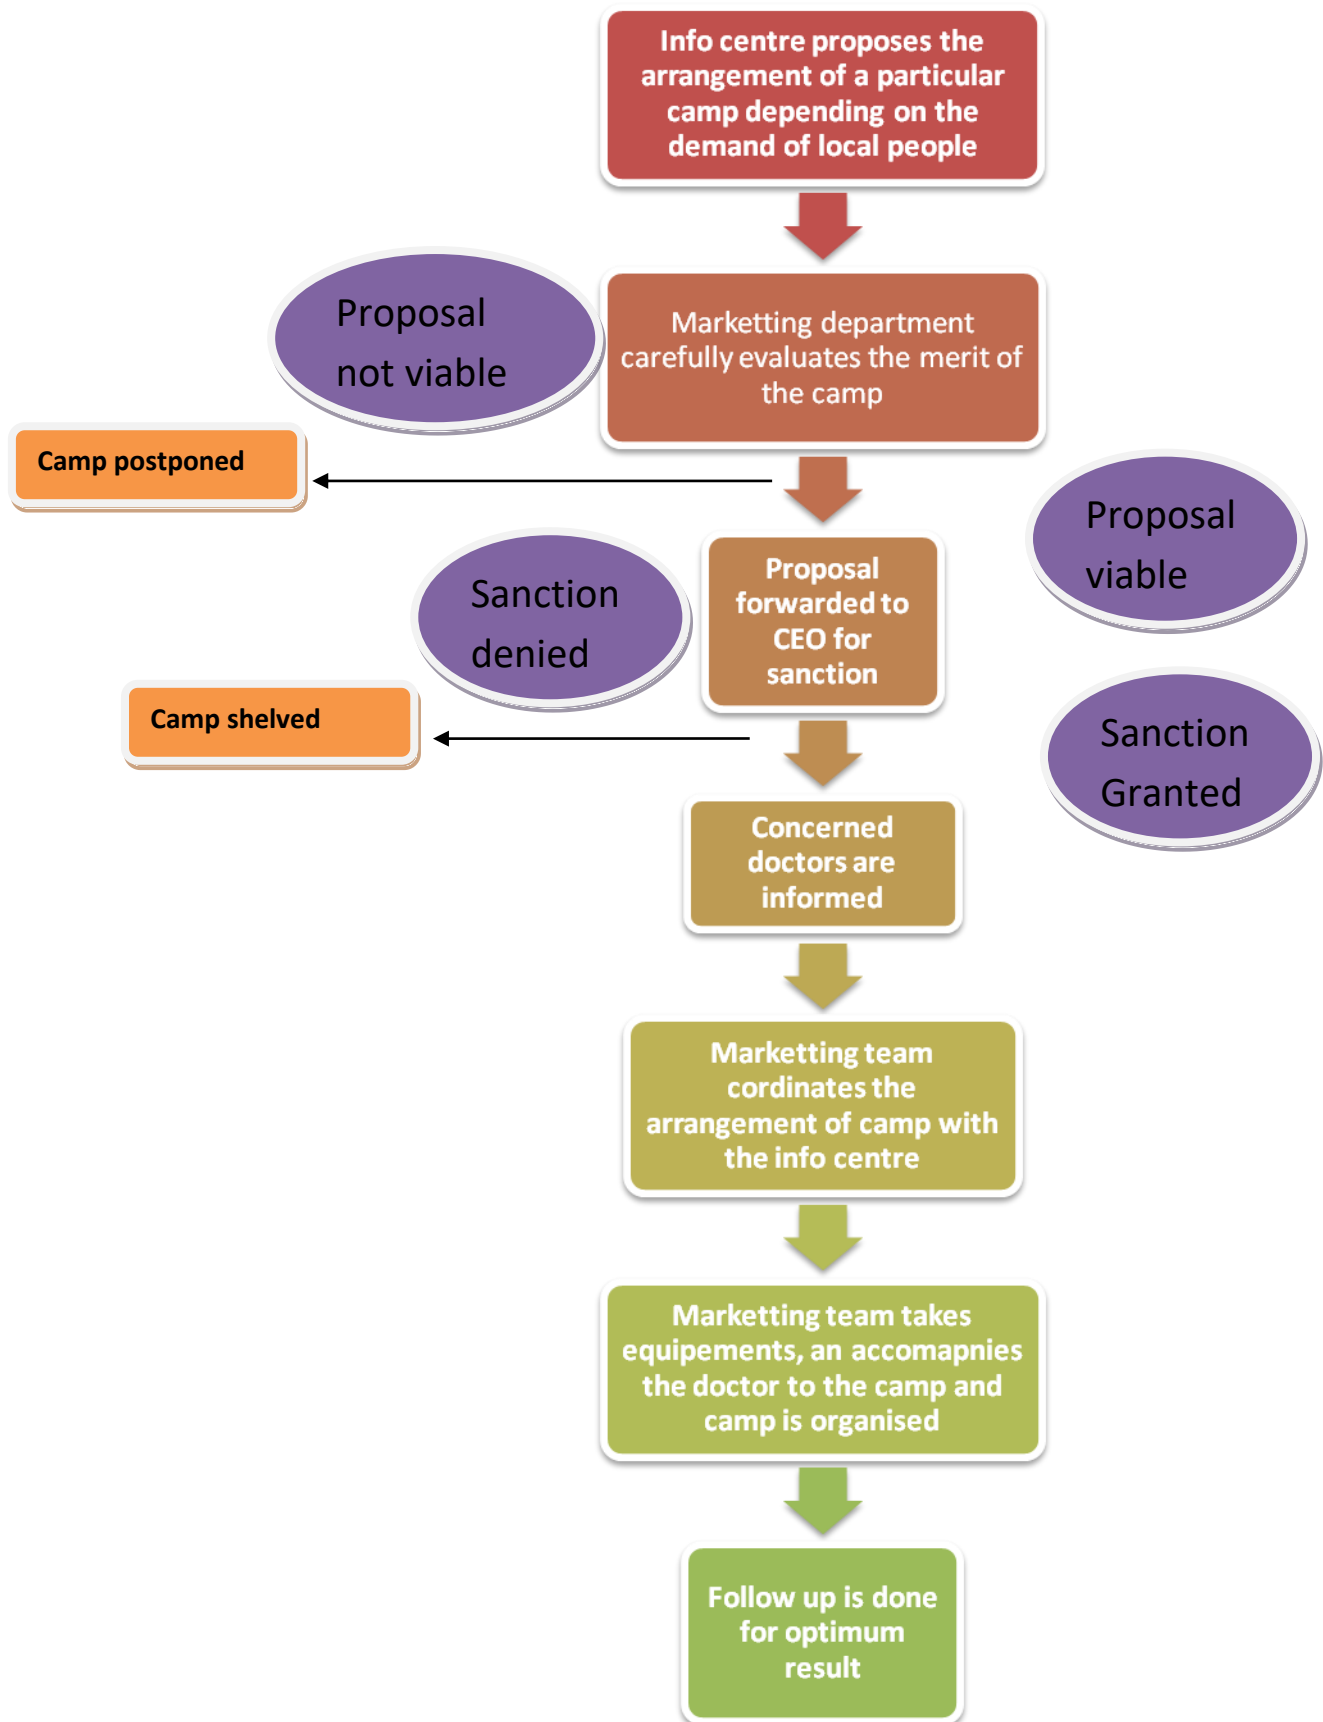 Info centre proposes the
arrangement of a particular
camp depending on the
demand of local people
Proposal
not viable
Marketting department
carefully evaluates the merit of
the camp
Camp postponed
Proposal
viable
Sanction
denied
Proposal
forwarded to
CEO for
sanction
Camp shelved
Sanction
Granted
Concerned
doctors are
informed
Marketting team
cordinates the
arrangement of camp with
the info centre
Marketting team takes
equipements, an accomapnies
the doctor to the camp and
camp is organised
Follow up is done
for optimum
result